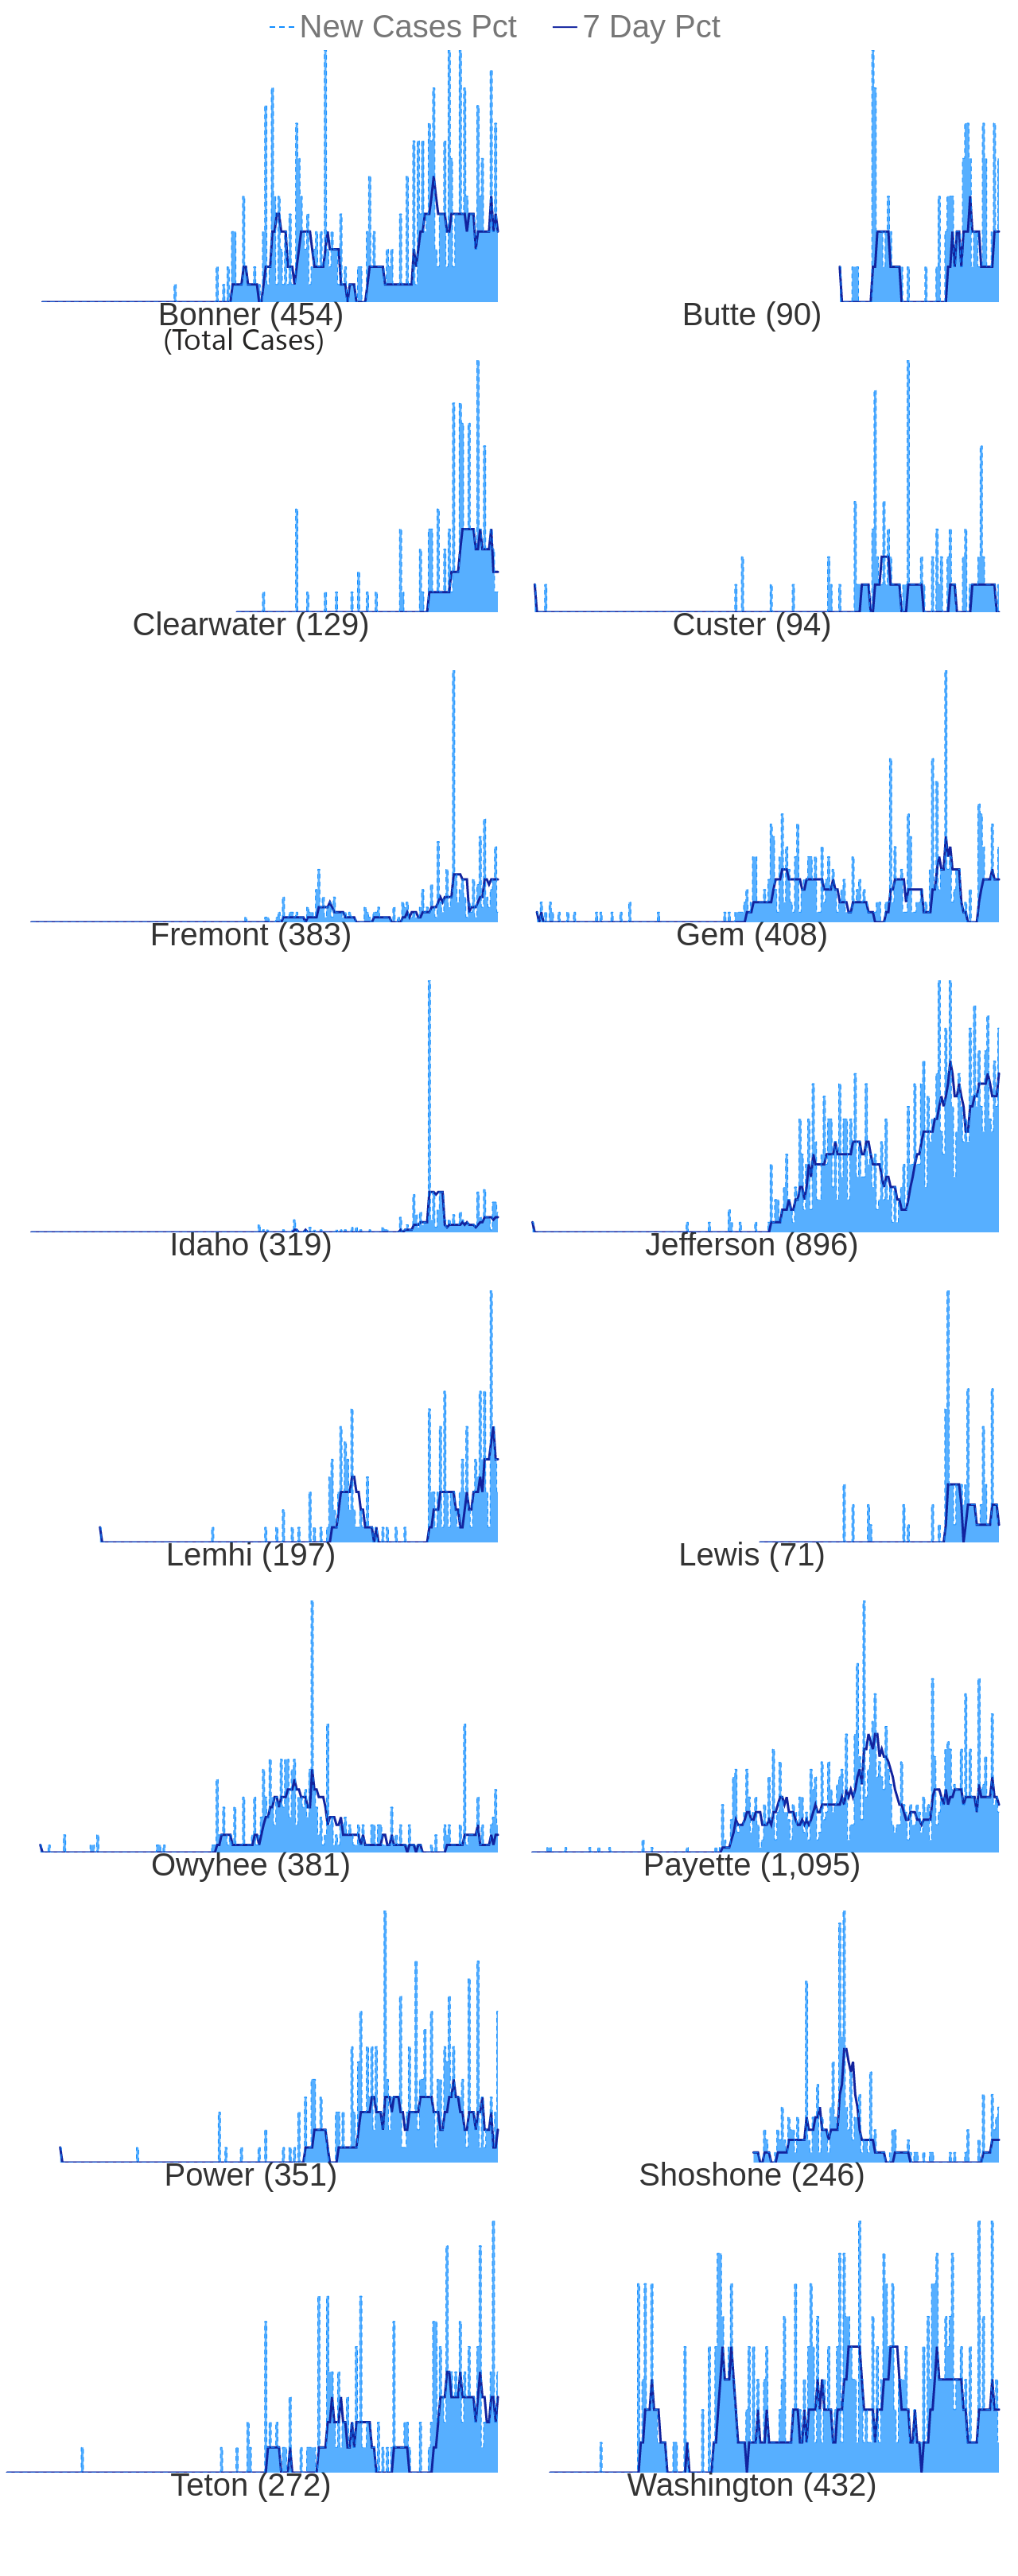 New Cases Pct 7 Day Pct
Bonner (454) Butte (90)
(Total Cases)
Clearwater (129) Custer (94)
Fremont (383) Gem (408)
Idaho (319) Jefferson (896)
Lemhi (197) Lewis (71)
Owyhee (381) Payette (1,095)
Power (351) Shoshone (246)
Teton (272) Washington (432)